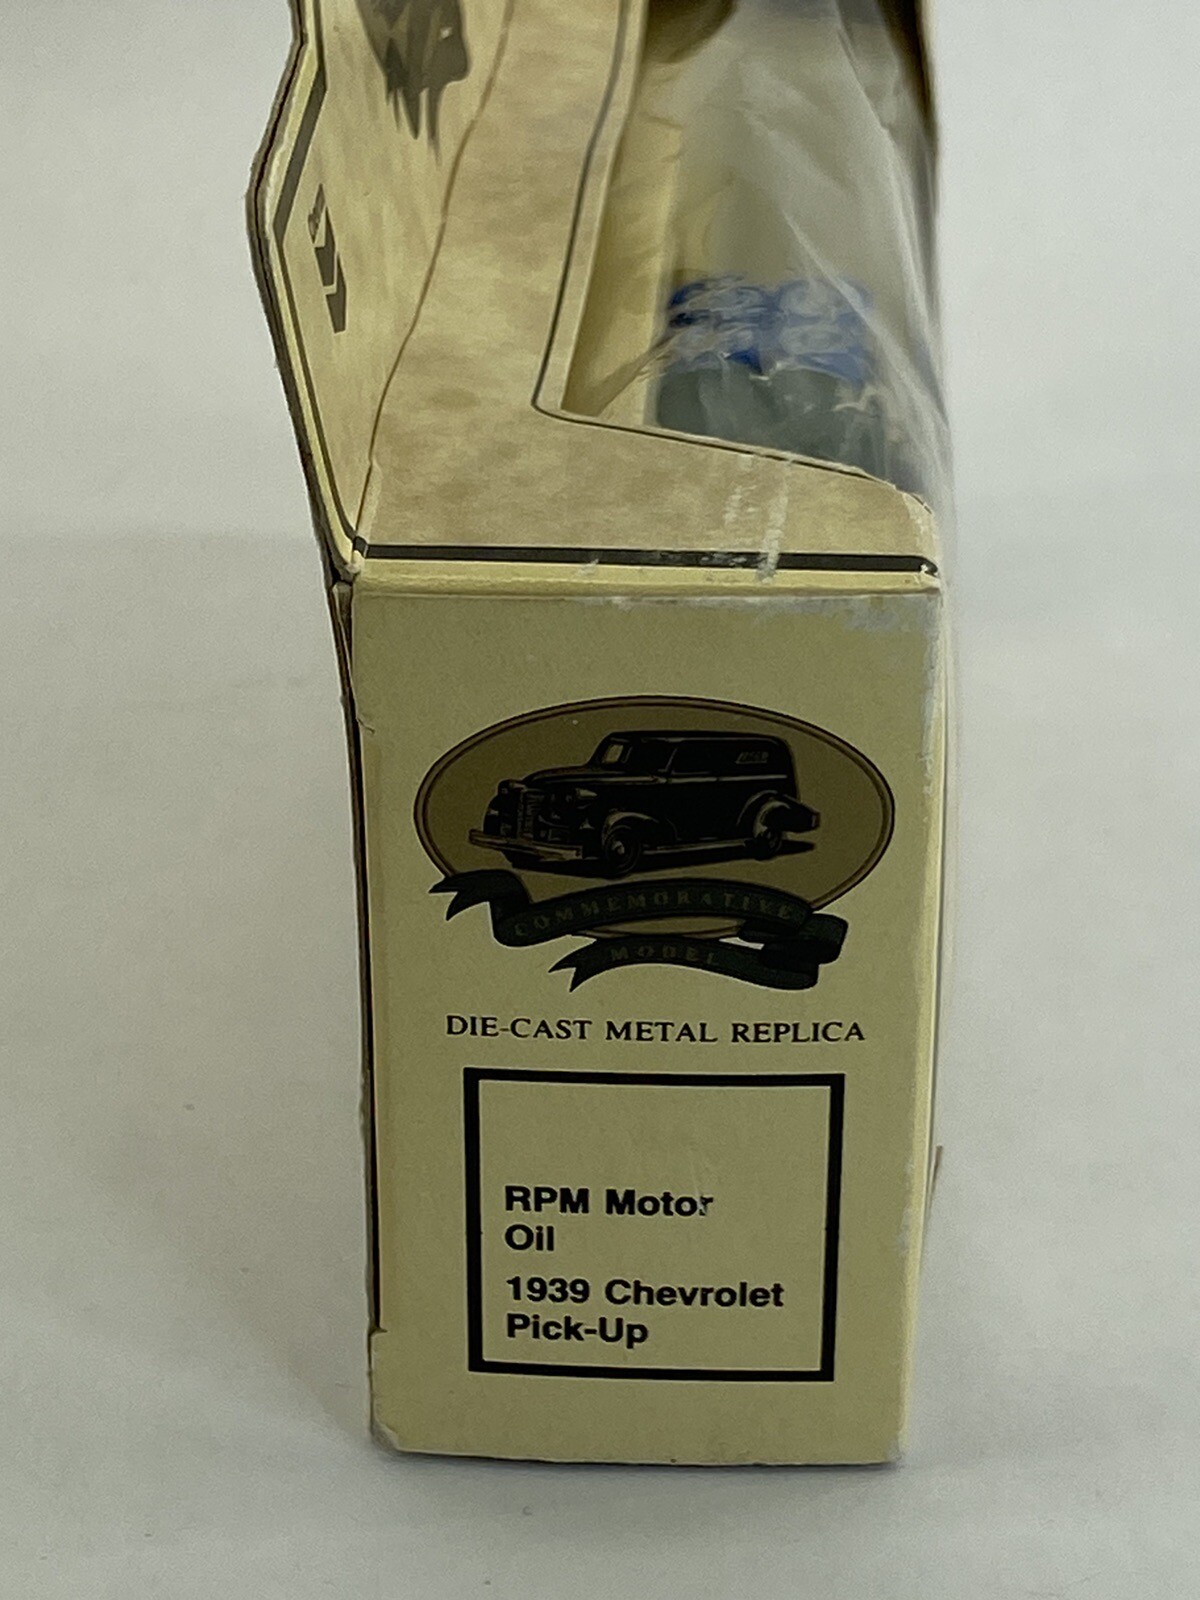 COMMEMORATIVE
MODEL
DIE-CAST METAL REPLICA
RPM Motor
Oil
1939 Chevrolet
Pick-Up